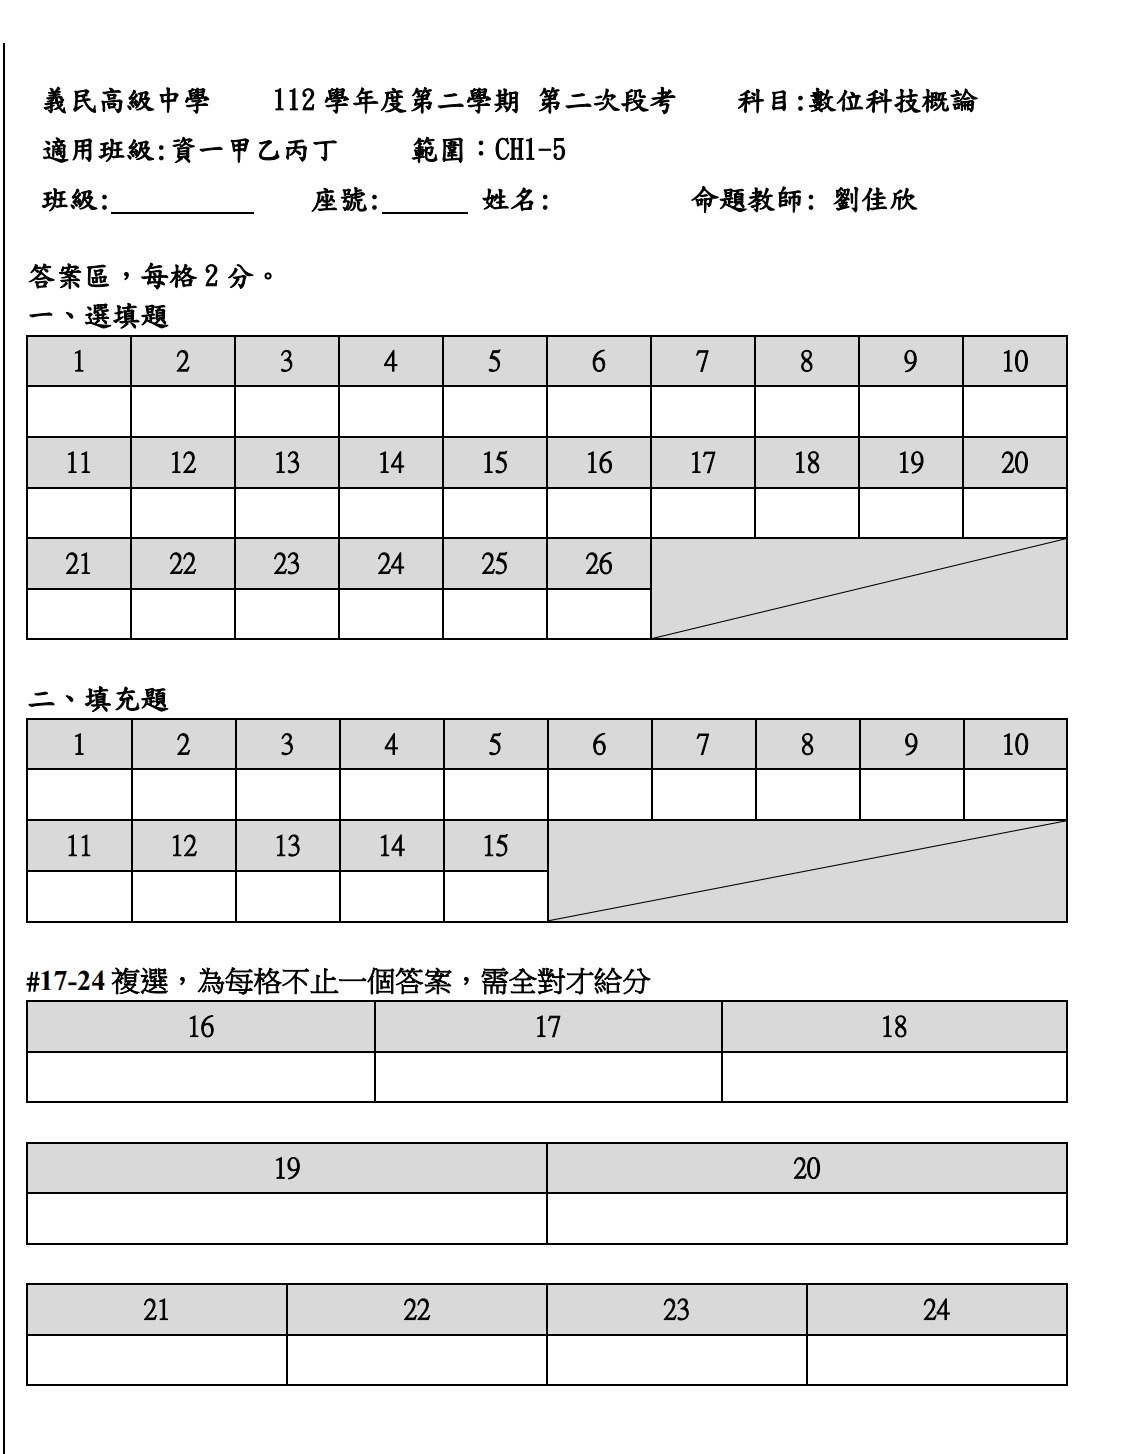 義民高級中學 112 學年度第二學期 第二次段考 科目:數位科技概論
適用班級:資一甲乙丙丁 範圍：CH1-5
班級: 座號: 姓名: 命題教師: 劉佳欣
答案區，每格 2 分。
一、選填題
1 2 3 4 5 6 7 8 9 10
11 12 13 14 15 16 17 18 19 20
21 22 23 24 25 26
二、填充題
1 2 3 4 5 6 7 8 9 10
11 12 13 14 15
#17-24 複選，為每格不止一個答案，需全對才給分
16 17 18
19 20
21 22 23 24